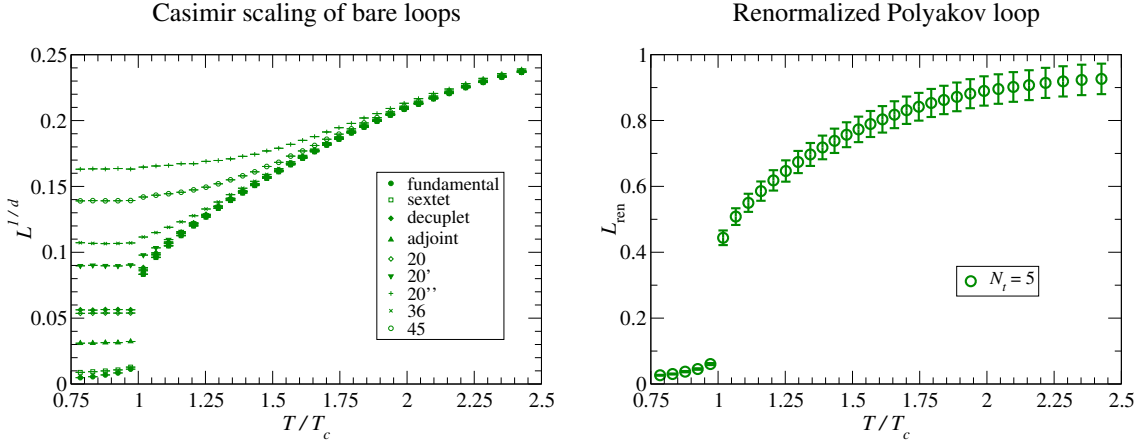 Casimir scaling of bare loops
0.25
0.2
0.15
0.1
0.05
0
L^{1/d}
fundamental
sextet
decuplet
adjoint
20
20'
20''
36
45
0.75 1 1.25 1.5 1.75 2 2.25 2.5
T / T_c
Renormalized Polyakov loop
1
0.8
0.6
0.4
0.2
0
L_ren
N_t = 5
0.75 1 1.25 1.5 1.75 2 2.25 2.5
T / T_c